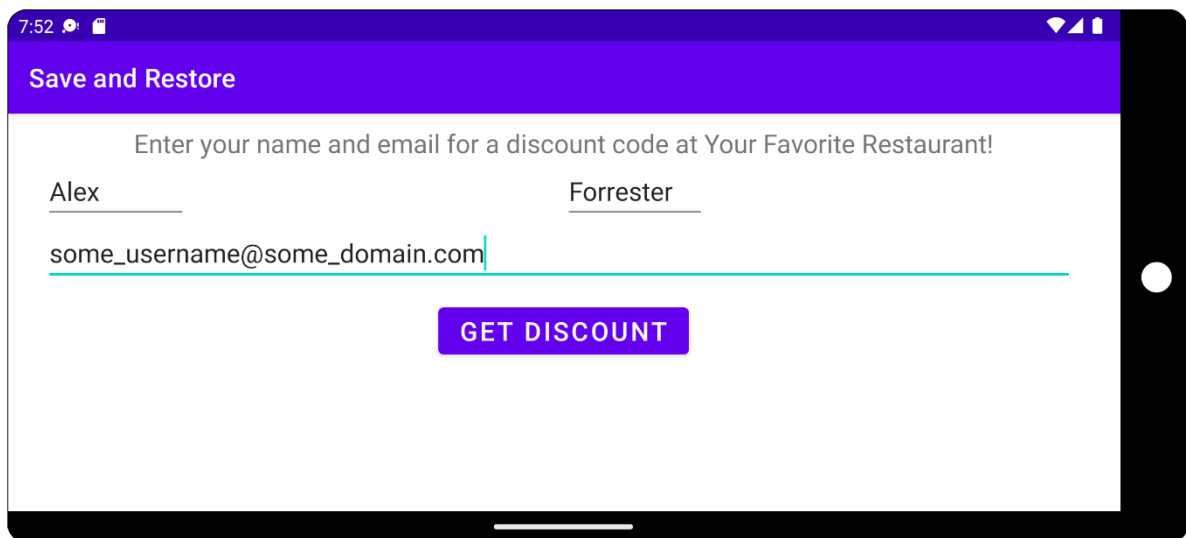 7:52
Save and Restore
Enter your name and email for a discount code at Your Favorite Restaurant!
Alex Forrester
some_username@some_domain.com
GET DISCOUNT